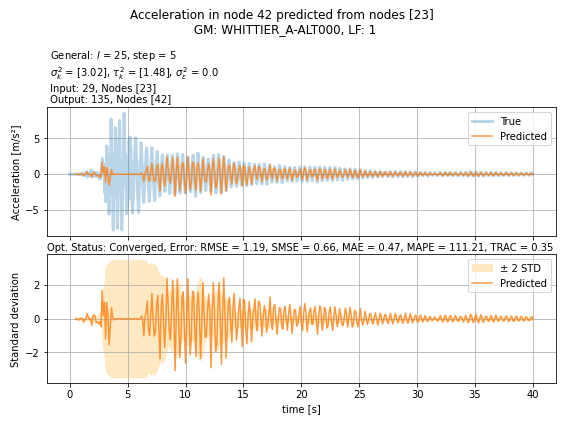 Acceleration in node 42 predicted from nodes [23]
GM: WHITTIER_A-ALT000, LF: 1
General: l = 25, step = 5
σ²ₖ = [3.02], τ²ₖ = [1.48], σ²ε = 0.0
Input: 29, Nodes [23]
Output: 135, Nodes [42]
True
Predicted
Acceleration [m/s²]
5
0
−5
Opt. Status: Converged, Error: RMSE = 1.19, SMSE = 0.66, MAE = 0.47, MAPE = 111.21, TRAC = 0.35
± 2 STD
Predicted
Standard deviation
2
0
−2
0 5 10 15 20 25 30 35 40
time [s]